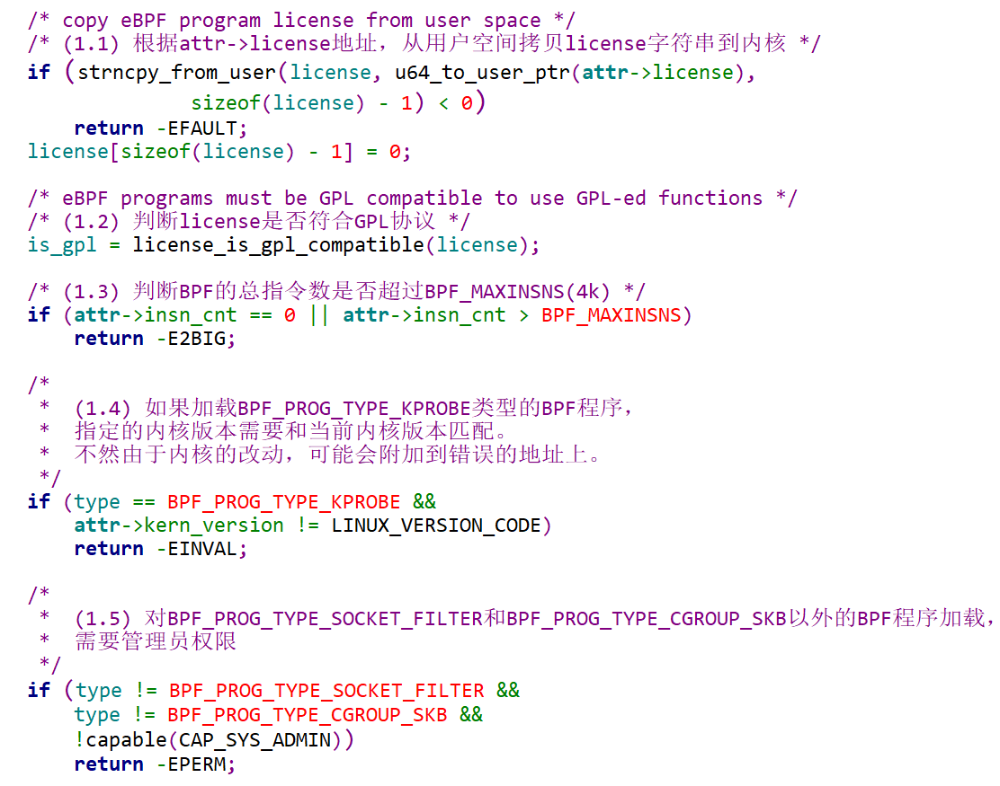 /* copy eBPF program license from user space */
/* (1.1) 根据attr->license地址，从用户空间拷贝license字符串到内核 */
if (strncpy_from_user(license, u64_to_user_ptr(attr->license),
              sizeof(license) - 1) < 0)
    return -EFAULT;
license[sizeof(license) - 1] = 0;

/* eBPF programs must be GPL compatible to use GPL-ed functions */
/* (1.2) 判断license是否符合GPL协议 */
is_gpl = license_is_gpl_compatible(license);

/* (1.3) 判断BPF的总指令数是否超过BPF_MAXINSNS(4k) */
if (attr->insn_cnt == 0 || attr->insn_cnt > BPF_MAXINSNS)
    return -E2BIG;

/*
 *  (1.4) 如果加载BPF_PROG_TYPE_KPROBE类型的BPF程序，
 *  指定的内核版本需要和当前内核版本匹配。
 *  不然由于内核的改动，可能会附加到错误的地址上。
 */
if (type == BPF_PROG_TYPE_KPROBE &&
    attr->kern_version != LINUX_VERSION_CODE)
    return -EINVAL;

/*
 *  (1.5) 对BPF_PROG_TYPE_SOCKET_FILTER和BPF_PROG_TYPE_CGROUP_SKB以外的BPF程序加载，
 *  需要管理员权限
 */
if (type != BPF_PROG_TYPE_SOCKET_FILTER &&
    type != BPF_PROG_TYPE_CGROUP_SKB &&
    !capable(CAP_SYS_ADMIN))
    return -EPERM;